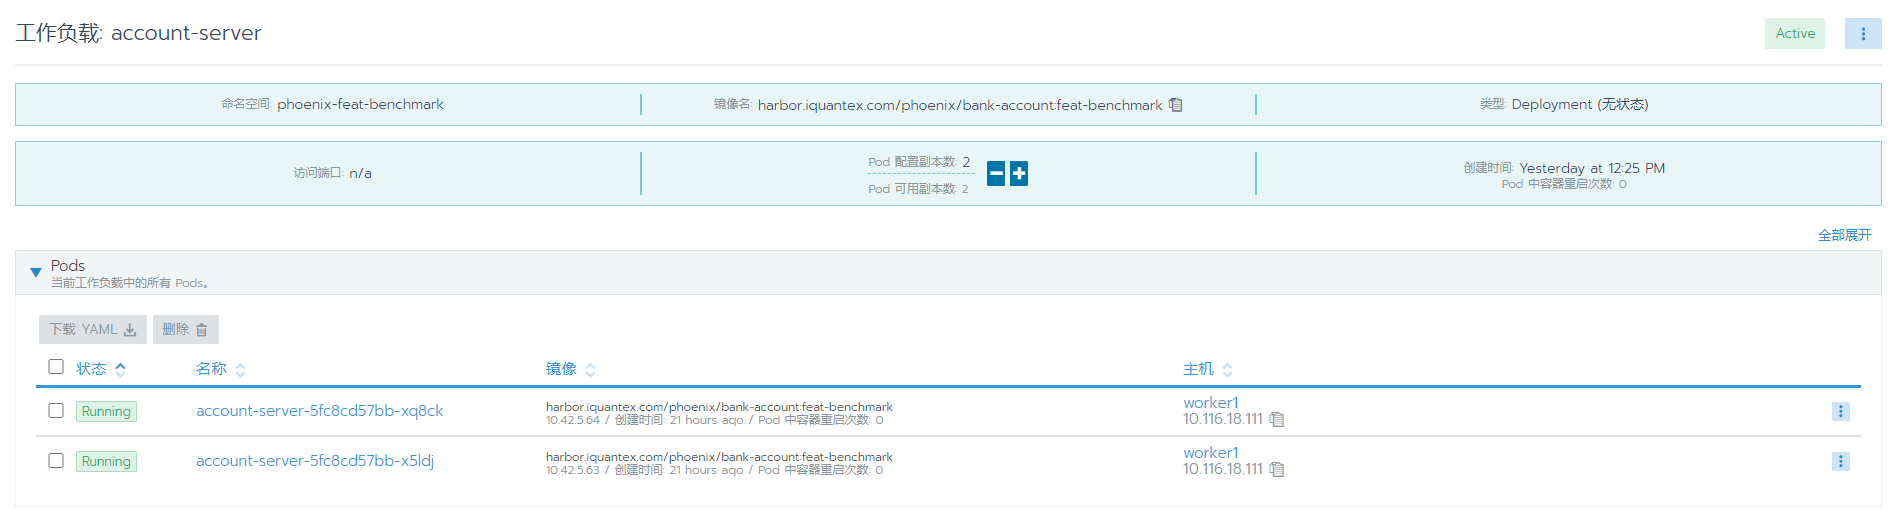 工作负载: account-server
Active
命名空间: phoenix-feat-benchmark
镜像名: harbor.iquantex.com/phoenix/bank-account:feat-benchmark
类型: Deployment (无状态)
访问端口: n/a
Pod 配置副本数: 2
Pod 可用副本数: 2
创建时间: Yesterday at 12:25 PM
Pod 中容器重启次数: 0
全部展开
Pods
当前工作负载中的所有 Pods。
下载 YAML
删除
状态 名称 镜像 主机
Running account-server-5fc8cd57bb-xq8ck
harbor.iquantex.com/phoenix/bank-account:feat-benchmark
10.42.5.64 / 创建时间: 21 hours ago / Pod 中容器重启次数: 0
worker1
10.116.18.111
Running account-server-5fc8cd57bb-x5ldj
harbor.iquantex.com/phoenix/bank-account:feat-benchmark
10.42.5.63 / 创建时间: 21 hours ago / Pod 中容器重启次数: 0
worker1
10.116.18.111